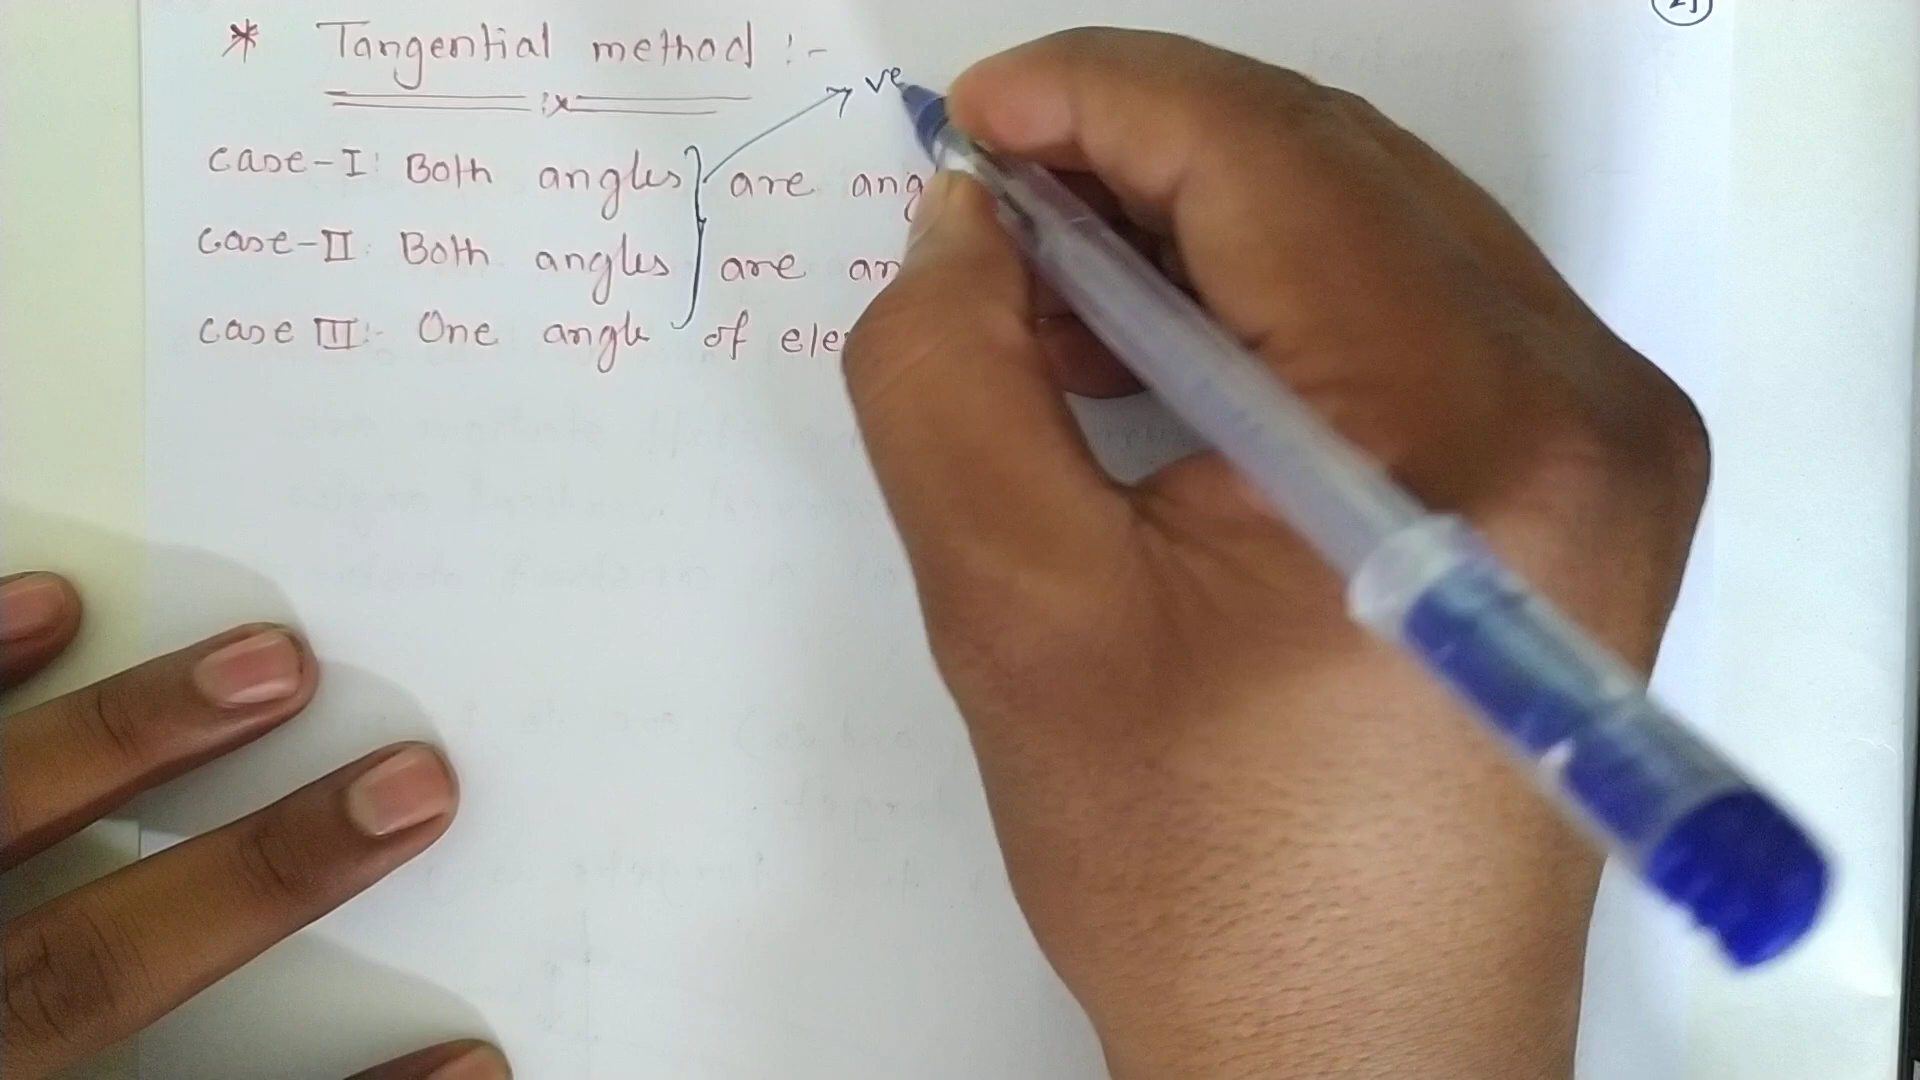 * Tangential method :-
ve
Case-I: Both angles are ang
Case-II: Both angles are an
Case III:- One angle of ele